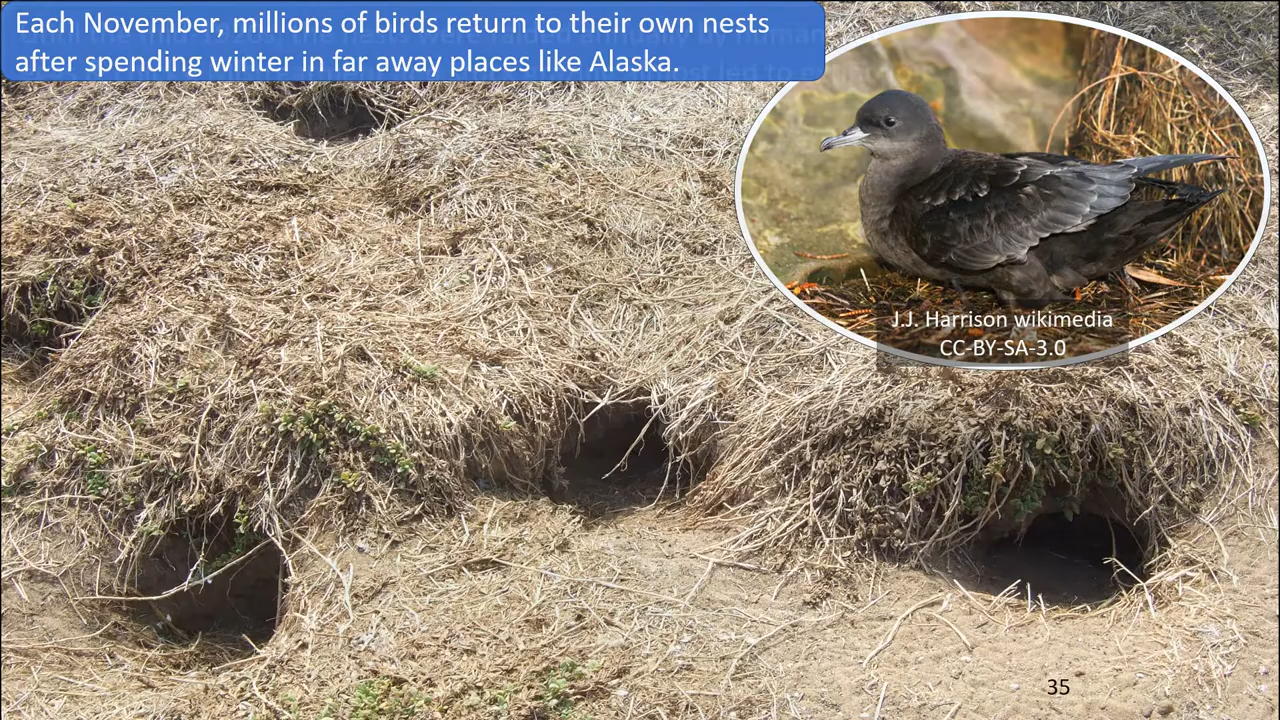 Each November, millions of birds return to their own nests
after spending winter in far away places like Alaska.
J.J. Harrison wikimedia
CC-BY-SA-3.0
35